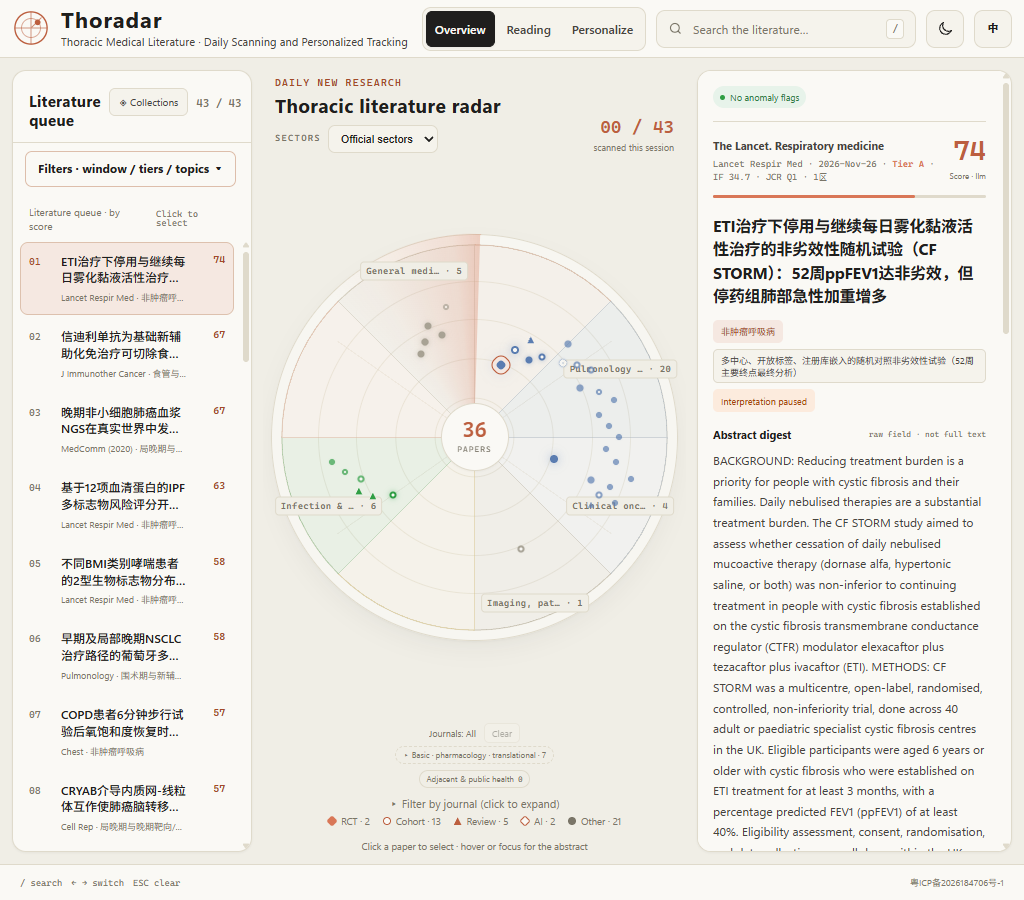 Thoradar
Thoracic Medical Literature · Daily Scanning and Personalized Tracking
Overview
Reading
Personalize
Search the literature...
/
中
Literature queue
Collections
43 / 43
Filters · window / tiers / topics
Literature queue · by score
Click to select
01
ETI治疗下停用与继续每
日雾化黏液活性治疗…
74
Lancet Respir Med · 非肿瘤呼…
02
信迪利单抗为基础新辅
助化免治疗可切除食…
67
J Immunother Cancer · 食管与…
03
晚期非小细胞肺癌血浆
NGS在真实世界中发…
67
MedComm (2020) · 局晚期与…
04
基于12项血清蛋白的IPF
多标志物风险评分开…
63
Lancet Respir Med · 非肿瘤呼…
05
不同BMI类别哮喘患者
的2型生物标志物分布…
58
Lancet Respir Med · 非肿瘤呼…
06
早期及局部晚期NSCLC
治疗路径的葡萄牙多…
58
Pulmonology · 围术期与新辅…
07
COPD患者6分钟步行试
验后氧饱和度恢复时…
57
Chest · 非肿瘤呼吸病
08
CRYAB介导内质网-线粒
体互作使肺癌脑转移…
57
Cell Rep · 局晚期与晚期靶向/…
DAILY NEW RESEARCH
Thoracic literature radar
SECTORS
Official sectors
00 / 43
scanned this session
General medi… · 5
Pulmonology … · 20
Clinical onc… · 4
Imaging, pat… · 1
Infection & … · 6
36
PAPERS
Journals: All
Clear
Basic · pharmacology · translational · 7
Adjacent & public health 0
Filter by journal (click to expand)
RCT · 2
Cohort · 13
Review · 5
AI · 2
Other · 21
Click a paper to select · hover or focus for the abstract
No anomaly flags
The Lancet. Respiratory medicine
Lancet Respir Med · 2026-Nov-26 · Tier A ·
IF 34.7 · JCR Q1 · 1区
74
Score · llm
ETI治疗下停用与继续每日雾化黏液活
性治疗的非劣效性随机试验（CF
STORM）：52周ppFEV1达非劣效，但
停药组肺部急性加重增多
非肿瘤呼吸病
多中心、开放标签、注册库嵌入的随机对照非劣效性试验（52周
主要终点最终分析）
Interpretation paused
Abstract digest
raw field · not full text
BACKGROUND: Reducing treatment burden is a
priority for people with cystic fibrosis and their
families. Daily nebulised therapies are a substantial
treatment burden. The CF STORM study aimed to
assess whether cessation of daily nebulised
mucoactive therapy (dornase alfa, hypertonic
saline, or both) was non-inferior to continuing
treatment in people with cystic fibrosis established
on the cystic fibrosis transmembrane conductance
regulator (CFTR) modulator elexacaftor plus
tezacaftor plus ivacaftor (ETI). METHODS: CF
STORM was a multicentre, open-label, randomised,
controlled, non-inferiority trial, done across 40
adult or paediatric specialist cystic fibrosis centres
in the UK. Eligible participants were aged 6 years or
older with cystic fibrosis who were established on
ETI treatment for at least 3 months, with a
percentage predicted FEV1 (ppFEV1) of at least
40%. Eligibility assessment, consent, randomisation,
/ search
← → switch
ESC clear
粤ICP备2026184706号-1